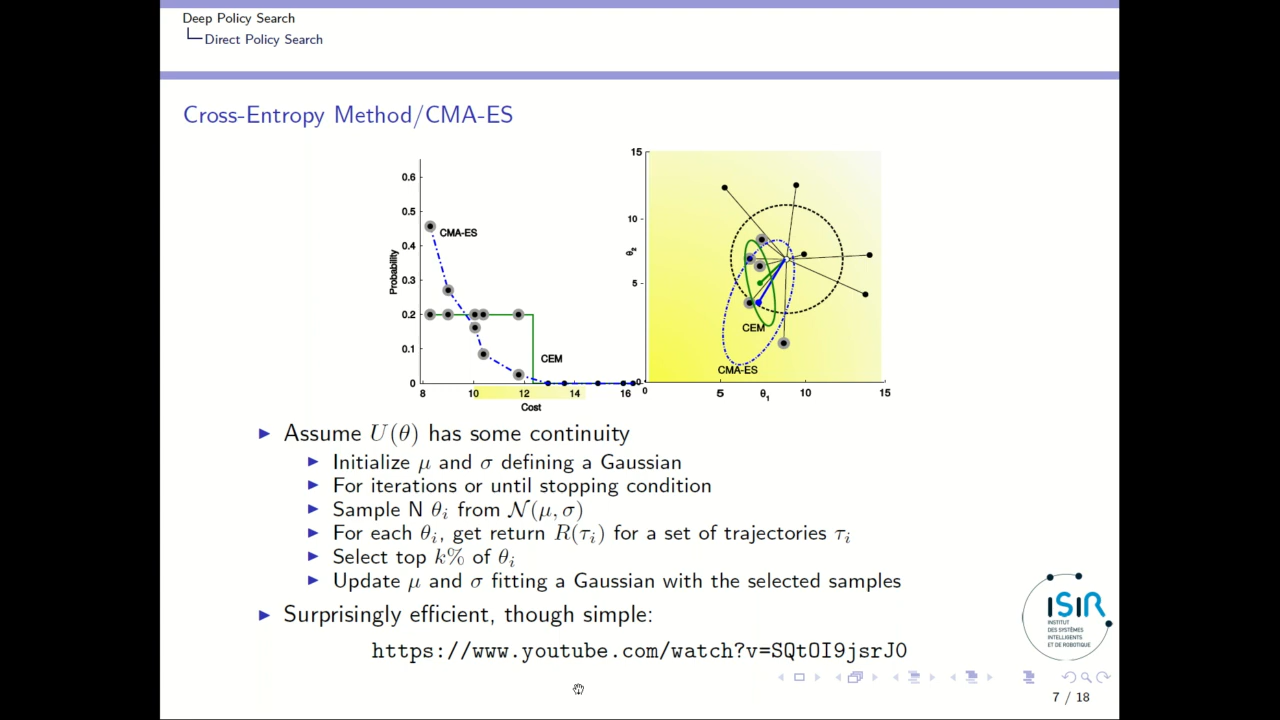 Deep Policy Search
Direct Policy Search
Cross-Entropy Method/CMA-ES
0.6
0.5
0.4
0.3
0.2
0.1
0
Probability
CMA-ES
CEM
8 10 12 14 16
Cost
15
10
5
0
θ2
CEM
CMA-ES
0 5 θ1 10 15
Assume U(θ) has some continuity
Initialize μ and σ defining a Gaussian
For iterations or until stopping condition
Sample N θi from N(μ, σ)
For each θi, get return R(τi) for a set of trajectories τi
Select top k% of θi
Update μ and σ fitting a Gaussian with the selected samples
Surprisingly efficient, though simple:
https://www.youtube.com/watch?v=SQtOI9jsrJ0
ISIR
INSTITUT
DES SYSTÈMES
INTELLIGENTS
ET DE ROBOTIQUE
7 / 18